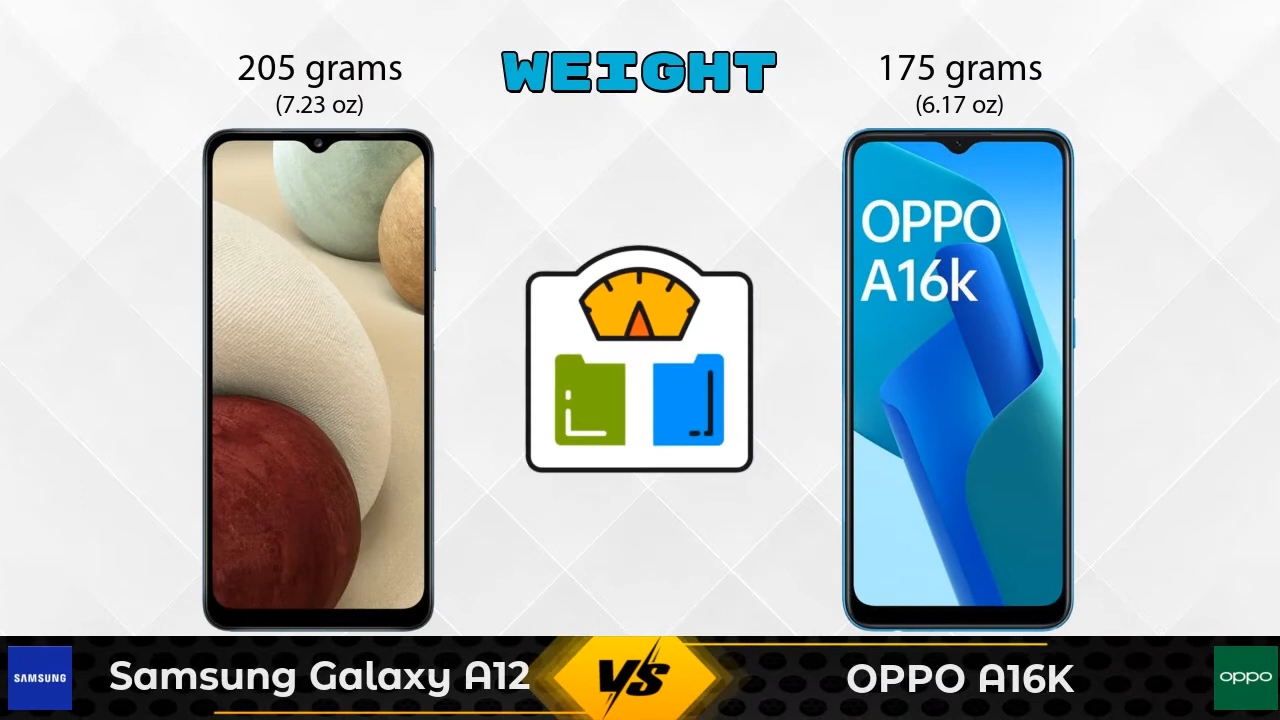 WEIGHT
205 grams
(7.23 oz)
175 grams
(6.17 oz)
OPPO
A16k
SAMSUNG
Samsung Galaxy A12
VS
OPPO A16K
oppo